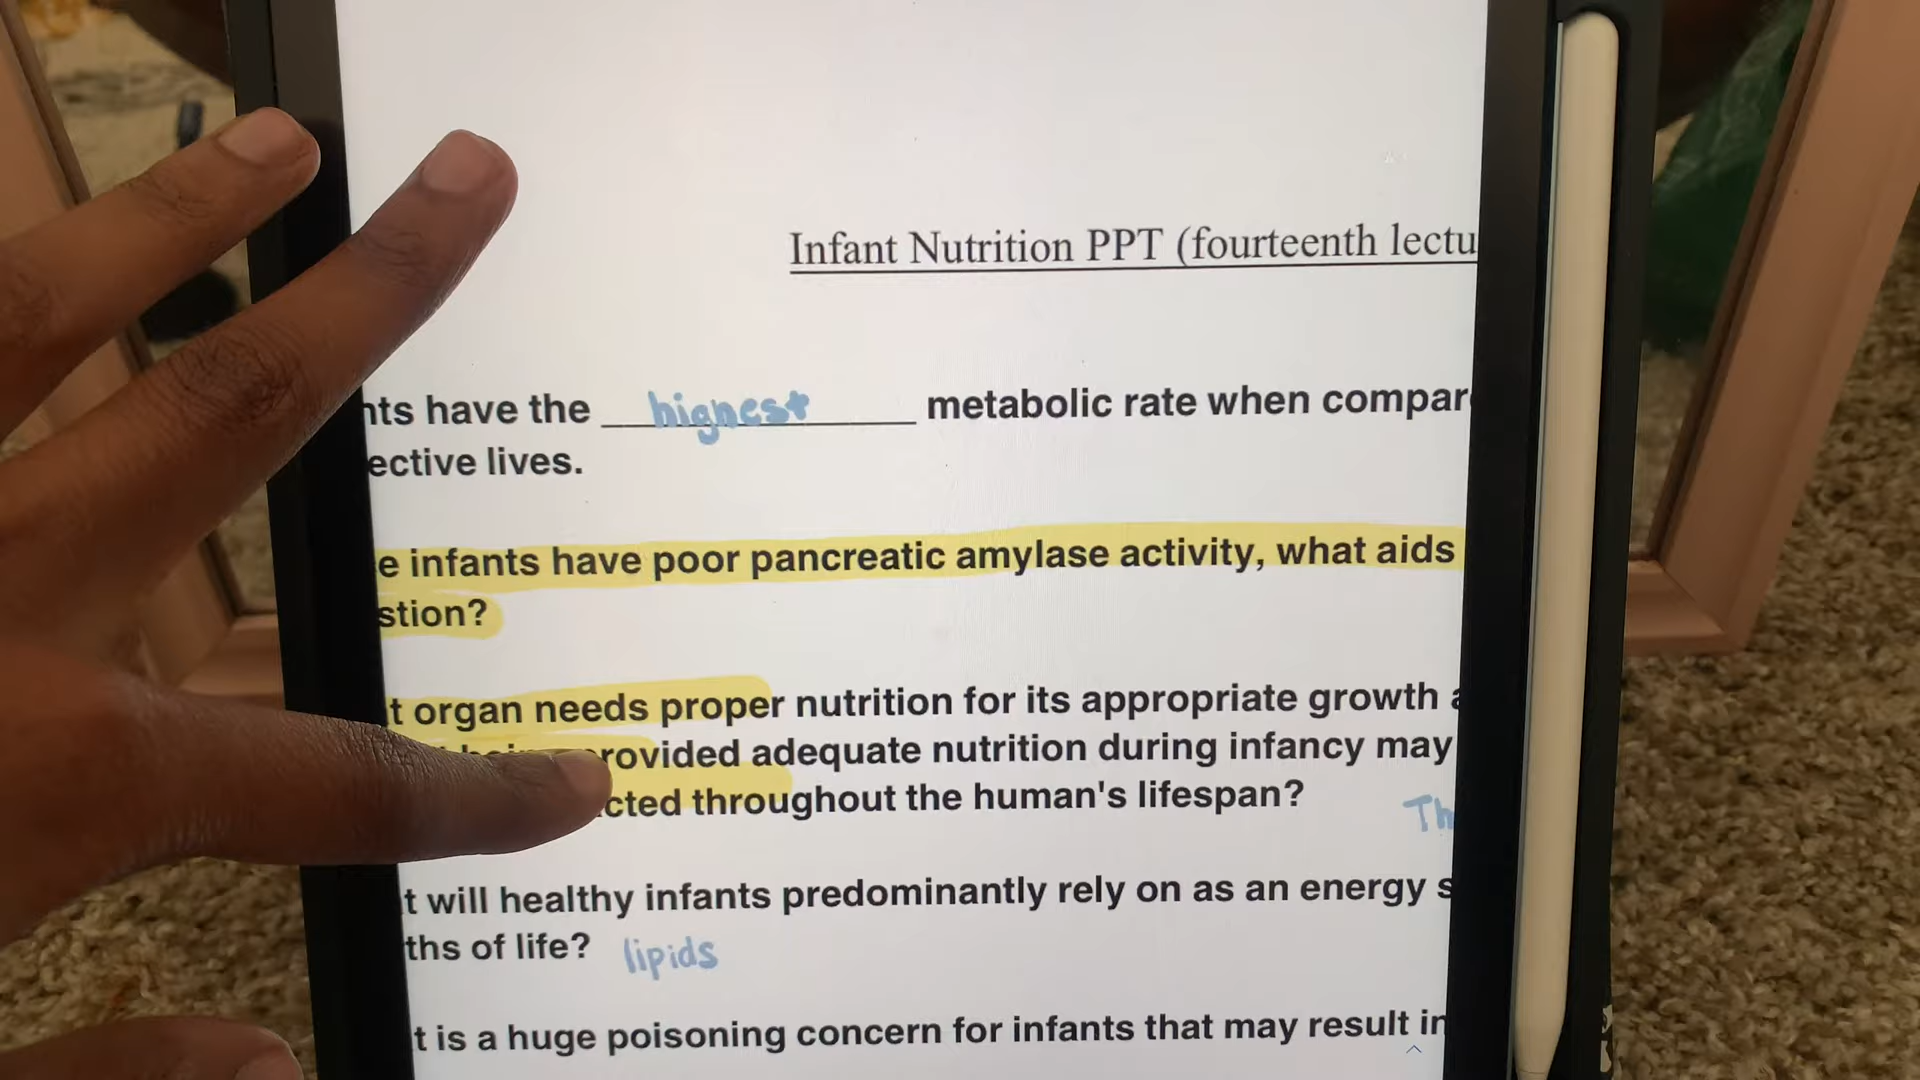 Infant Nutrition PPT (fourteenth lectu
nts have the highest metabolic rate when compar
ective lives.
e infants have poor pancreatic amylase activity, what aids
stion?
t organ needs proper nutrition for its appropriate growth
provided adequate nutrition during infancy may
cted throughout the human's lifespan?
Th
t will healthy infants predominantly rely on as an energy s
ths of life? lipids
t is a huge poisoning concern for infants that may result in